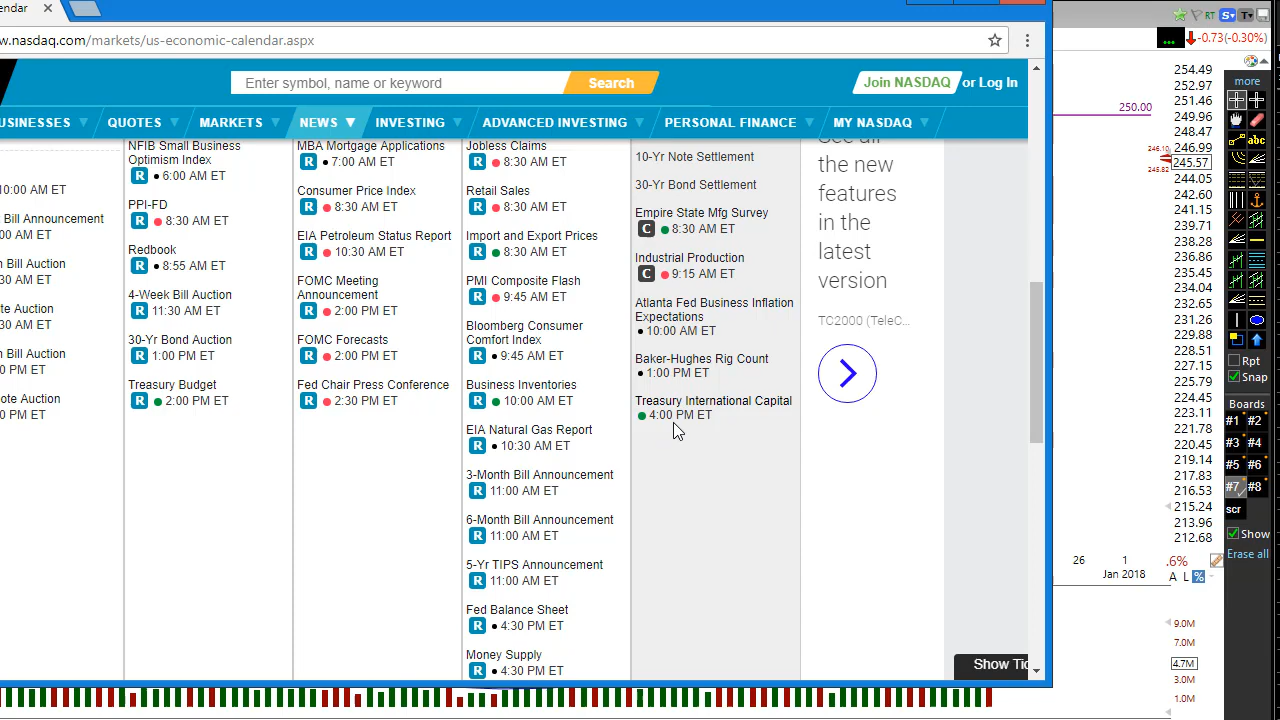 endar
w.nasdaq.com/markets/us-economic-calendar.aspx
Enter symbol, name or keyword
Search
Join NASDAQ or Log In
USINESSES
QUOTES
MARKETS
NEWS
INVESTING
ADVANCED INVESTING
PERSONAL FINANCE
MY NASDAQ
10:00 AM ET
Bill Announcement
00 AM ET
h Bill Auction
30 AM ET
ote Auction
30 AM ET
h Bill Auction
0 PM ET
ote Auction
0 PM ET
NFIB Small Business
Optimism Index
R 6:00 AM ET
PPI-FD
R 8:30 AM ET
Redbook
R 8:55 AM ET
4-Week Bill Auction
R 11:30 AM ET
30-Yr Bond Auction
R 1:00 PM ET
Treasury Budget
R 2:00 PM ET
MBA Mortgage Applications
R 7:00 AM ET
Consumer Price Index
R 8:30 AM ET
EIA Petroleum Status Report
R 10:30 AM ET
FOMC Meeting
Announcement
R 2:00 PM ET
FOMC Forecasts
R 2:00 PM ET
Fed Chair Press Conference
R 2:30 PM ET
Jobless Claims
R 8:30 AM ET
Retail Sales
R 8:30 AM ET
Import and Export Prices
R 8:30 AM ET
PMI Composite Flash
R 9:45 AM ET
Bloomberg Consumer
Comfort Index
R 9:45 AM ET
Business Inventories
R 10:00 AM ET
EIA Natural Gas Report
R 10:30 AM ET
3-Month Bill Announcement
R 11:00 AM ET
6-Month Bill Announcement
R 11:00 AM ET
5-Yr TIPS Announcement
R 11:00 AM ET
Fed Balance Sheet
R 4:30 PM ET
Money Supply
R 4:30 PM ET
10-Yr Note Settlement
30-Yr Bond Settlement
Empire State Mfg Survey
C 8:30 AM ET
Industrial Production
C 9:15 AM ET
Atlanta Fed Business Inflation
Expectations
10:00 AM ET
Baker-Hughes Rig Count
1:00 PM ET
Treasury International Capital
4:00 PM ET
See all
the new
features
in the
latest
version
TC2000 (TeleC...
Show Tic
RT S T
... -0.73(-0.30%)
250.00
246.10
245.82
254.49
252.97
251.46
249.96
248.47
246.99
245.57
244.05
242.60
241.15
239.71
238.28
236.86
235.45
234.04
232.65
231.26
229.88
228.51
227.15
225.79
224.45
223.11
221.78
220.45
219.14
217.83
216.53
215.24
213.96
212.68
26
1
Jan 2018
.6%
A L %
9.0M
7.0M
4.7M
3.0M
1.0M
more
abc
Rpt
Snap
Boards
#1 #2
#3 #4
#5 #6
#7 #8
scr
Show
Erase all